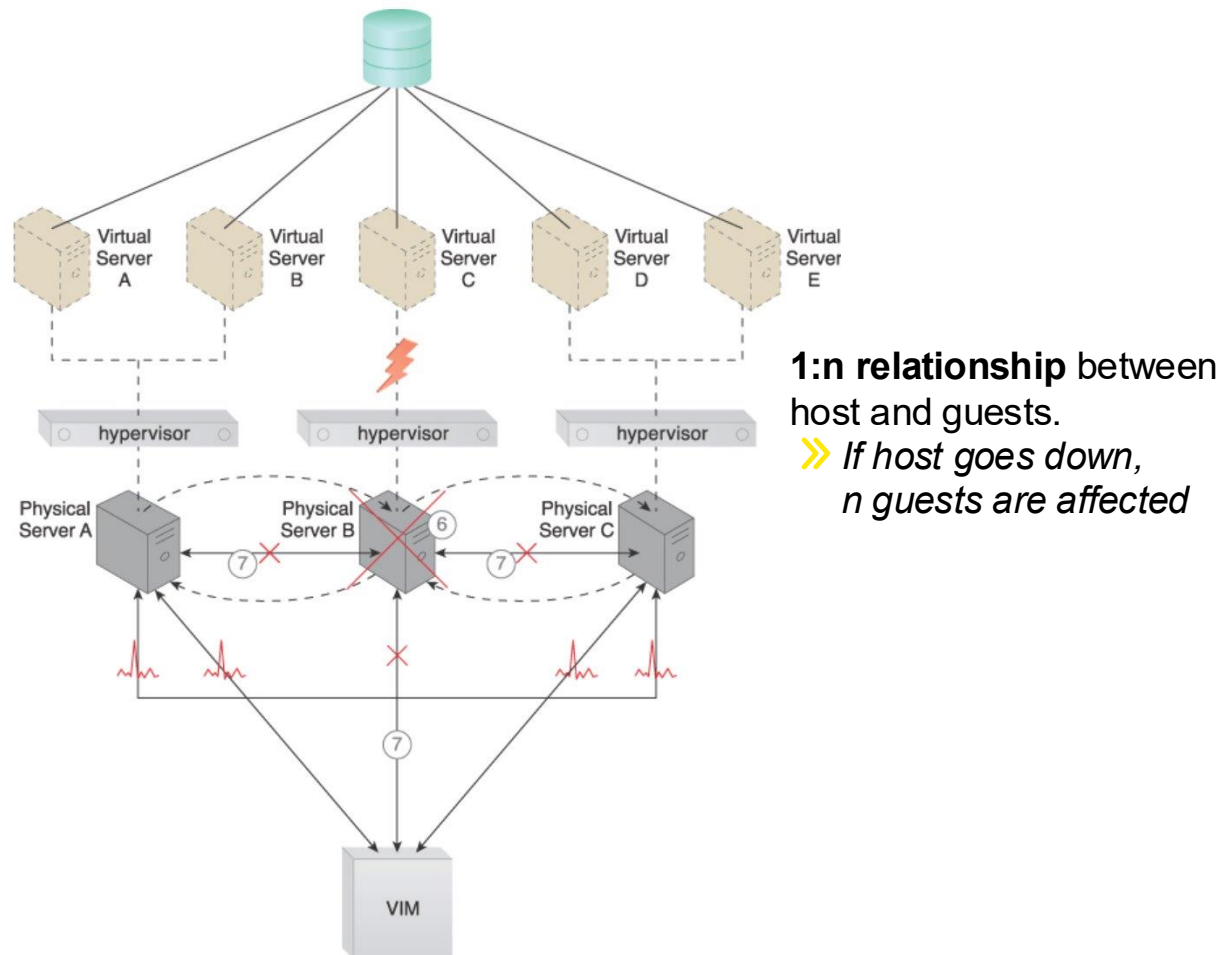 Virtual
Server
A
Virtual
Server
B
Virtual
Server
C
Virtual
Server
D
Virtual
Server
E
hypervisor
hypervisor
hypervisor
1:n relationship between
host and guests.
If host goes down,
n guests are affected
Physical
Server A
Physical
Server B
6
Physical
Server C
7
7
7
VIM